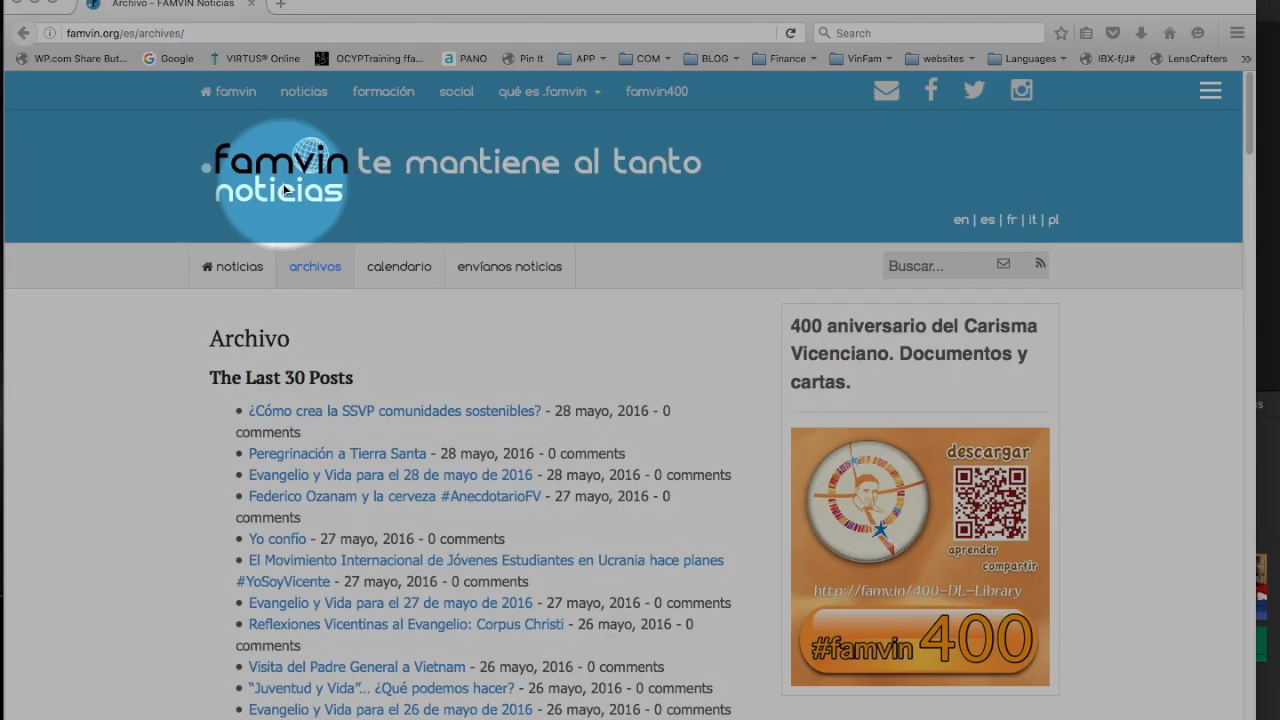 Archivo - FAMVIN Noticias
famvin.org/es/archives/
Search
WP.com Share But... Google VIRTUS® Online OCYPTraining ffa... PANO Pin It APP COM BLOG Finance VinFam websites Languages IBX-f/J# LensCrafters
famvin noticias formación social qué es .famvin famvin400
.famvin te mantiene al tanto
noticias
en | es | fr | it | pl
noticias archivos calendario envíanos noticias
Buscar...
Archivo
The Last 30 Posts
• ¿Cómo crea la SSVP comunidades sostenibles? - 28 mayo, 2016 - 0
comments
• Peregrinación a Tierra Santa - 28 mayo, 2016 - 0 comments
• Evangelio y Vida para el 28 de mayo de 2016 - 28 mayo, 2016 - 0 comments
• Federico Ozanam y la cerveza #AnecdotarioFV - 27 mayo, 2016 - 0
comments
• Yo confío - 27 mayo, 2016 - 0 comments
• El Movimiento Internacional de Jóvenes Estudiantes en Ucrania hace planes
#YoSoyVicente - 27 mayo, 2016 - 0 comments
• Evangelio y Vida para el 27 de mayo de 2016 - 27 mayo, 2016 - 0 comments
• Reflexiones Vicentinas al Evangelio: Corpus Christi - 26 mayo, 2016 - 0
comments
• Visita del Padre General a Vietnam - 26 mayo, 2016 - 0 comments
• “Juventud y Vida”... ¿Qué podemos hacer? - 26 mayo, 2016 - 0 comments
• Evangelio y Vida para el 26 de mayo de 2016 - 26 mayo, 2016 - 0 comments
400 aniversario del Carisma
Vicenciano. Documentos y
cartas.
descargar
aprender
compartir
http://famv.in/400-DL-Library
#famvin 400